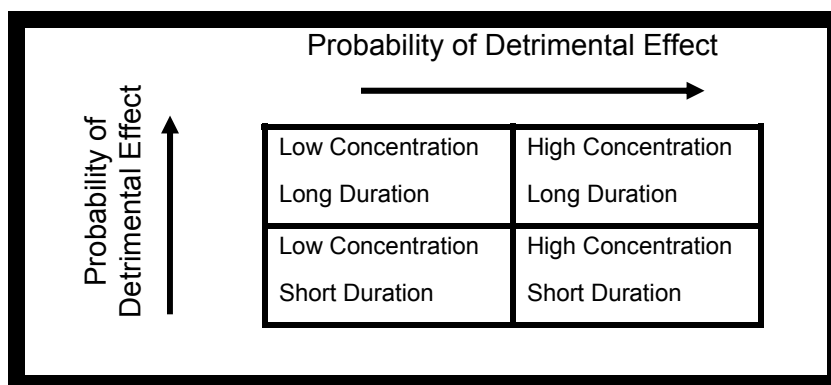 Probability of Detrimental Effect
Probability of
Detrimental Effect
Low Concentration
Long Duration
High Concentration
Long Duration
Low Concentration
Short Duration
High Concentration
Short Duration